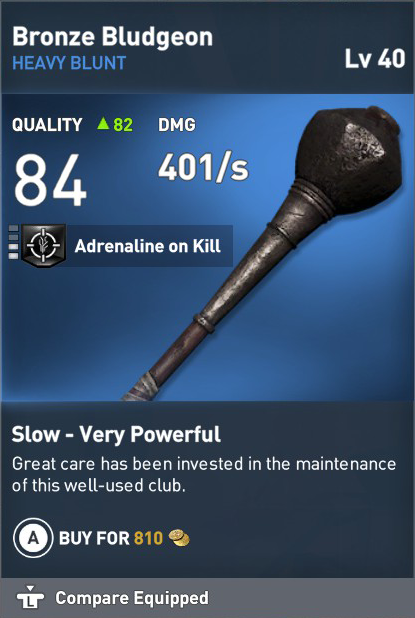 Bronze Bludgeon
HEAVY BLUNT
Lv 40
QUALITY ▲82 DMG
84 401/s
Adrenaline on Kill
Slow - Very Powerful
Great care has been invested in the maintenance
of this well-used club.
A BUY FOR 810
L Compare Equipped